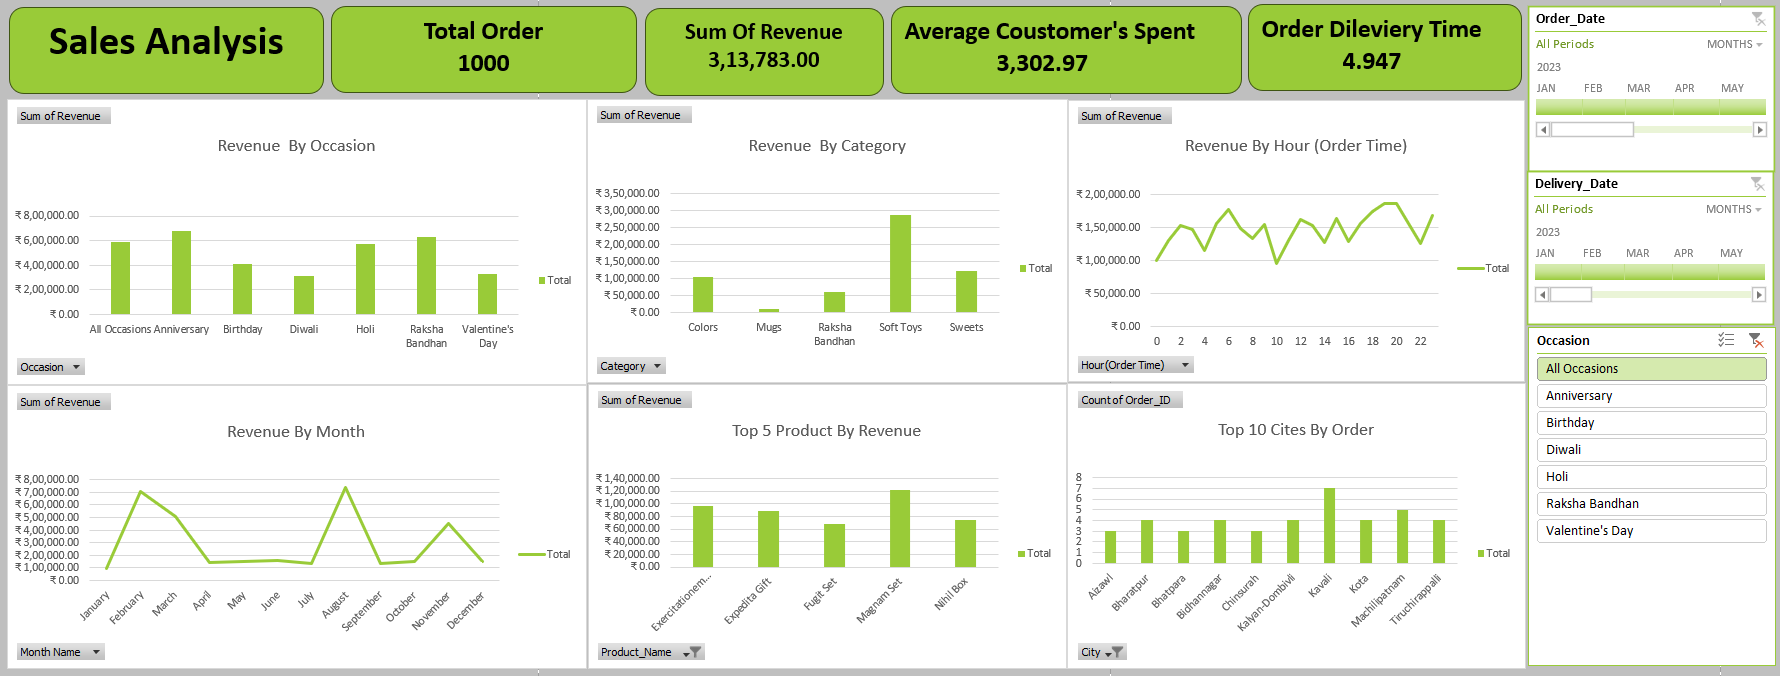 Sales Analysis
Total Order
1000
Sum Of Revenue
3,13,783.00
Average Coustomer's Spent
3,302.97
Order Dileviery Time
4.947
Sum of Revenue
Revenue By Occasion
₹ 8,00,000.00
₹ 6,00,000.00
₹ 4,00,000.00
₹ 2,00,000.00
₹ 0.00
All Occasions Anniversary Birthday Diwali Holi Raksha Bandhan Valentine's Day
Total
Occasion
Sum of Revenue
Revenue By Category
₹ 3,50,000.00
₹ 3,00,000.00
₹ 2,50,000.00
₹ 2,00,000.00
₹ 1,50,000.00
₹ 1,00,000.00
₹ 50,000.00
₹ 0.00
Colors Mugs Raksha Bandhan Soft Toys Sweets
Total
Category
Sum of Revenue
Revenue By Hour (Order Time)
₹ 2,00,000.00
₹ 1,50,000.00
₹ 1,00,000.00
₹ 50,000.00
₹ 0.00
0 2 4 6 8 10 12 14 16 18 20 22
Total
Hour(Order Time)
Sum of Revenue
Revenue By Month
₹ 8,00,000.00
₹ 7,00,000.00
₹ 6,00,000.00
₹ 5,00,000.00
₹ 4,00,000.00
₹ 3,00,000.00
₹ 2,00,000.00
₹ 1,00,000.00
₹ 0.00
January February March April May June July August September October November December
Total
Month Name
Sum of Revenue
Top 5 Product By Revenue
₹ 1,40,000.00
₹ 1,20,000.00
₹ 1,00,000.00
₹ 80,000.00
₹ 60,000.00
₹ 40,000.00
₹ 20,000.00
₹ 0.00
Exercitationem... Expedita Gift Fugit Set Magnam Set Nihil Box
Total
Product_Name
Count of Order_ID
Top 10 Cites By Order
8
7
6
5
4
3
2
1
0
Aizawl Bharatpur Bhatpara Bidhannagar Chinsurah Kalyan-Dombivli Kavali Kota Machilipatnam Tiruchirappalli
Total
City
Order_Date
All Periods MONTHS
2023
JAN FEB MAR APR MAY
Delivery_Date
All Periods MONTHS
2023
JAN FEB MAR APR MAY
Occasion
All Occasions
Anniversary
Birthday
Diwali
Holi
Raksha Bandhan
Valentine's Day